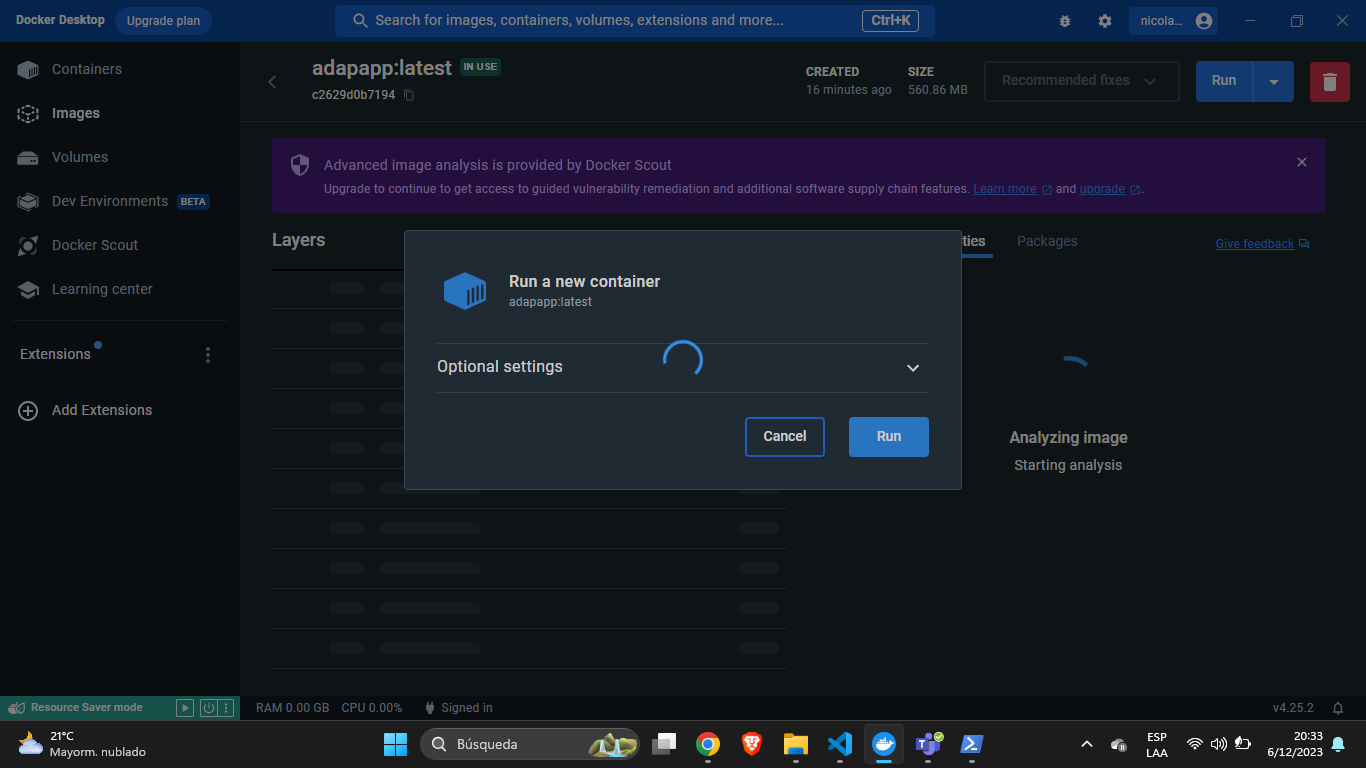 Docker Desktop
Upgrade plan
Search for images, containers, volumes, extensions and more...
Ctrl+K
nicola...
Containers
Images
Volumes
Dev Environments BETA
Docker Scout
Learning center
Extensions
Add Extensions
adapapp:latest IN USE
c2629d0b7194
CREATED
16 minutes ago
SIZE
560.86 MB
Recommended fixes
Run
Advanced image analysis is provided by Docker Scout
Upgrade to continue to get access to guided vulnerability remediation and additional software supply chain features. Learn more and upgrade .
Layers
ties
Packages
Give feedback
Run a new container
adapapp:latest
Optional settings
Cancel
Run
Analyzing image
Starting analysis
Resource Saver mode
RAM 0.00 GB CPU 0.00%
Signed in
v4.25.2
21°C
Mayorm. nublado
Búsqueda
ESP
LAA
20:33
6/12/2023